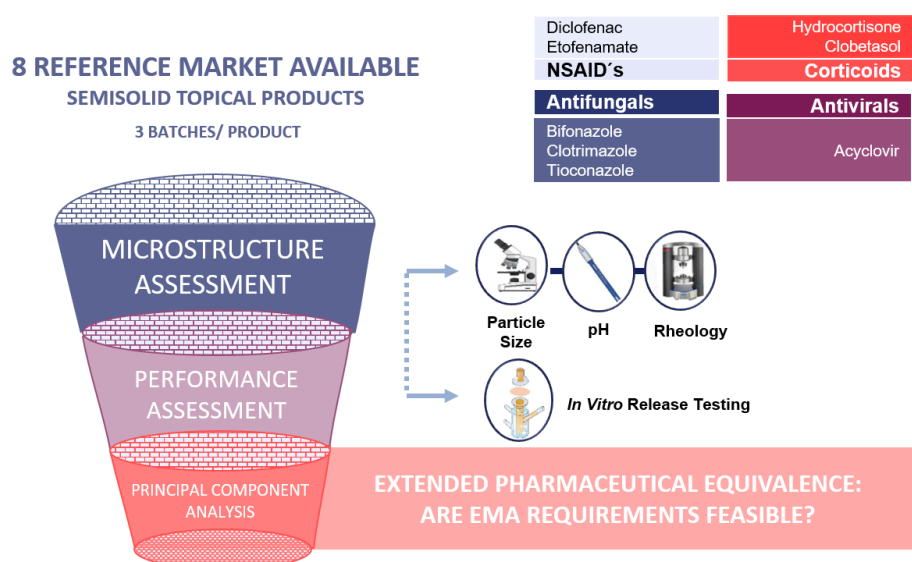 8 REFERENCE MARKET AVAILABLE
SEMISOLID TOPICAL PRODUCTS
3 BATCHES/ PRODUCT
Diclofenac
Etofenamate
NSAID´s
Hydrocortisone
Clobetasol
Corticoids
Antifungals
Bifonazole
Clotrimazole
Tioconazole
Antivirals
Acyclovir
MICROSTRUCTURE
ASSESSMENT
Particle
Size
pH
Rheology
PERFORMANCE
ASSESSMENT
In Vitro Release Testing
PRINCIPAL COMPONENT
ANALYSIS
EXTENDED PHARMACEUTICAL EQUIVALENCE:
ARE EMA REQUIREMENTS FEASIBLE?